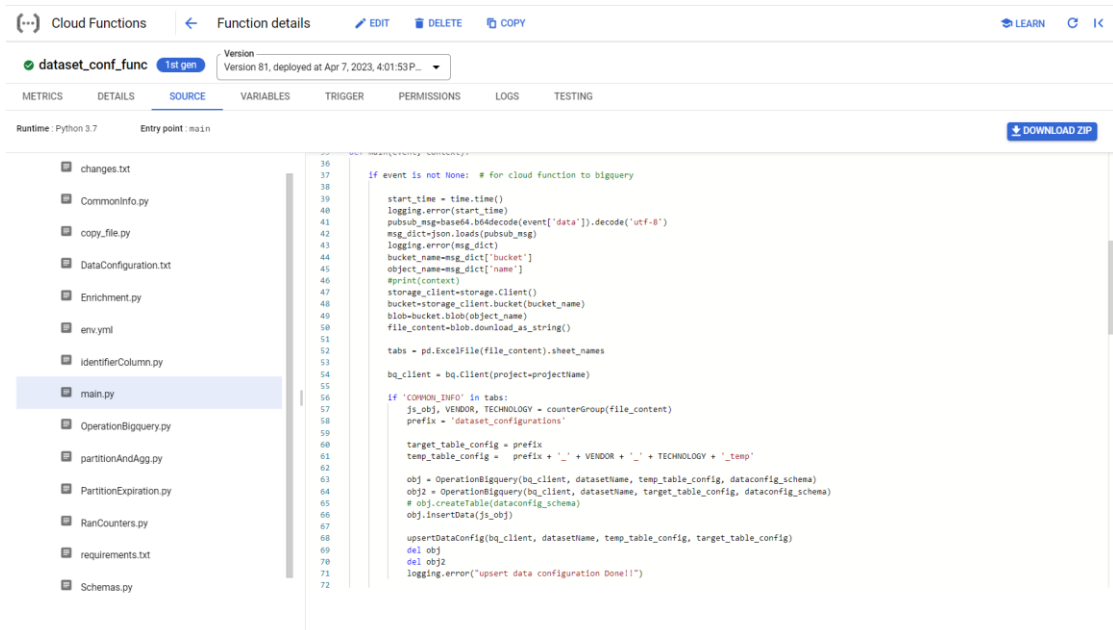 Cloud Functions
Function details
EDIT
DELETE
COPY
LEARN
dataset_conf_func
1st gen
Version
Version 81, deployed at Apr 7, 2023, 4:01:53 P...
METRICS
DETAILS
SOURCE
VARIABLES
TRIGGER
PERMISSIONS
LOGS
TESTING
Runtime : Python 3.7
Entry point : main
DOWNLOAD ZIP
changes.txt
CommonInfo.py
copy_file.py
DataConfiguration.txt
Enrichment.py
env.yml
identifierColumn.py
main.py
OperationBigquery.py
partitionAndAgg.py
PartitionExpiration.py
RanCounters.py
requirements.txt
Schemas.py
36
37 if event is not None: # for cloud function to bigquery
38
39 start_time = time.time()
40 logging.error(start_time)
41 pubsub_msg=base64.b64decode(event['data']).decode('utf-8')
42 msg_dict=json.loads(pubsub_msg)
43 logging.error(msg_dict)
44 bucket_name=msg_dict['bucket']
45 object_name=msg_dict['name']
46 #print(context)
47 storage_client=storage.Client()
48 bucket=storage_client.bucket(bucket_name)
49 blob=bucket.blob(object_name)
50 file_content=blob.download_as_string()
51
52 tabs = pd.ExcelFile(file_content).sheet_names
53
54 bq_client = bq.Client(project=projectName)
55
56 if 'COMMON_INFO' in tabs:
57 js_obj, VENDOR, TECHNOLOGY = counterGroup(file_content)
58 prefix = 'dataset_configurations'
59
60 target_table_config = prefix
61 temp_table_config = prefix + '_' + VENDOR + '_' + TECHNOLOGY + '_temp'
62
63 obj = OperationBigquery(bq_client, datasetName, temp_table_config, dataconfig_schema)
64 obj2 = OperationBigquery(bq_client, datasetName, target_table_config, dataconfig_schema)
65 # obj.createTable(dataconfig_schema)
66 obj.insertData(js_obj)
67
68 upsertDataConfig(bq_client, datasetName, temp_table_config, target_table_config)
69 del obj
70 del obj2
71 logging.error("upsert data configuration Done!!")
72